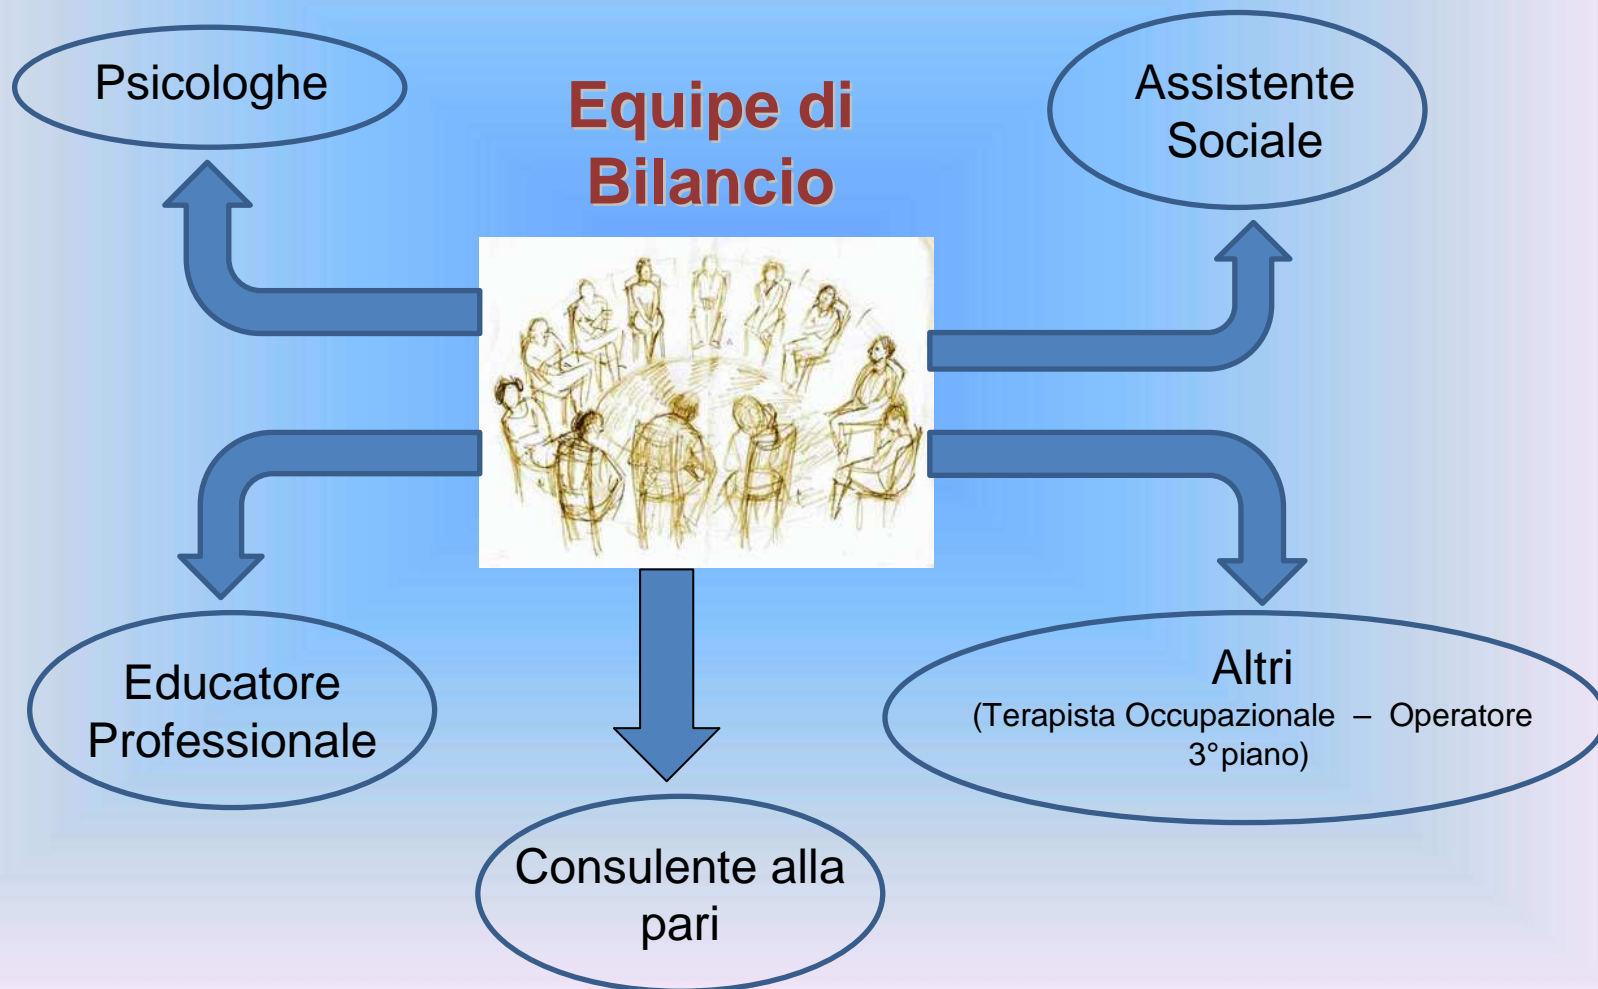 Psicologhe
Equipe di
Bilancio
Assistente
Sociale
Educatore
Professionale
Altri
(Terapista Occupazionale – Operatore
3°piano)
Consulente alla
pari